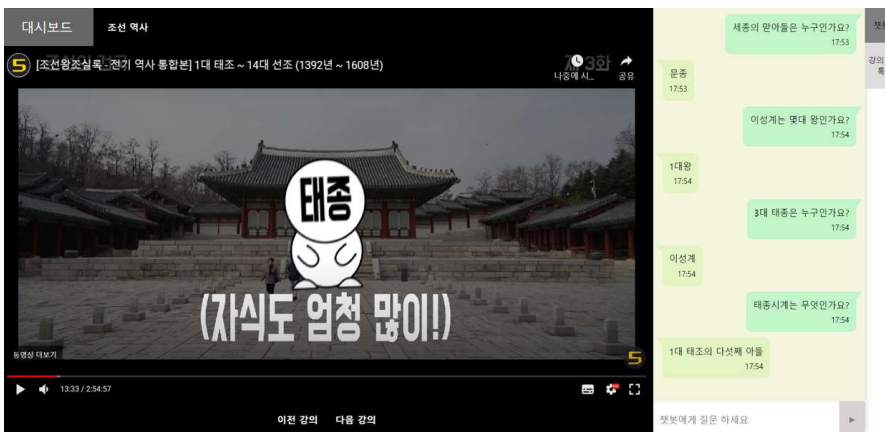 대시보드
조선 역사
[조선왕조실록 - 전기 역사 통합본] 1대 태조 ~ 14대 선조 (1392년 ~ 1608년)
제 3화
나중에 시...
공유
태종
(자식도 엄청 많이!)
동영상 더보기
13:33 / 2:54:57
이전 강의
다음 강의
세종의 맏아들은 누구인가요?
17:53
문종
17:53
이성계는 몇대 왕인가요?
17:54
1대왕
17:54
3대 태종은 누구인가요?
17:54
이성계
17:54
태종시계는 무엇인가요?
17:54
1대 태조의 다섯째 아들
17:54
챗봇에게 질문 하세요
챗
강의
록